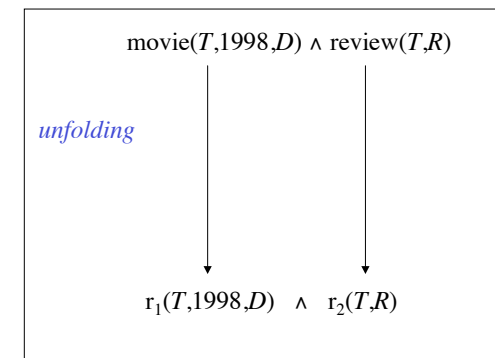 movie(T,1998,D) ∧ review(T,R)
unfolding
r₁(T,1998,D) ∧ r₂(T,R)